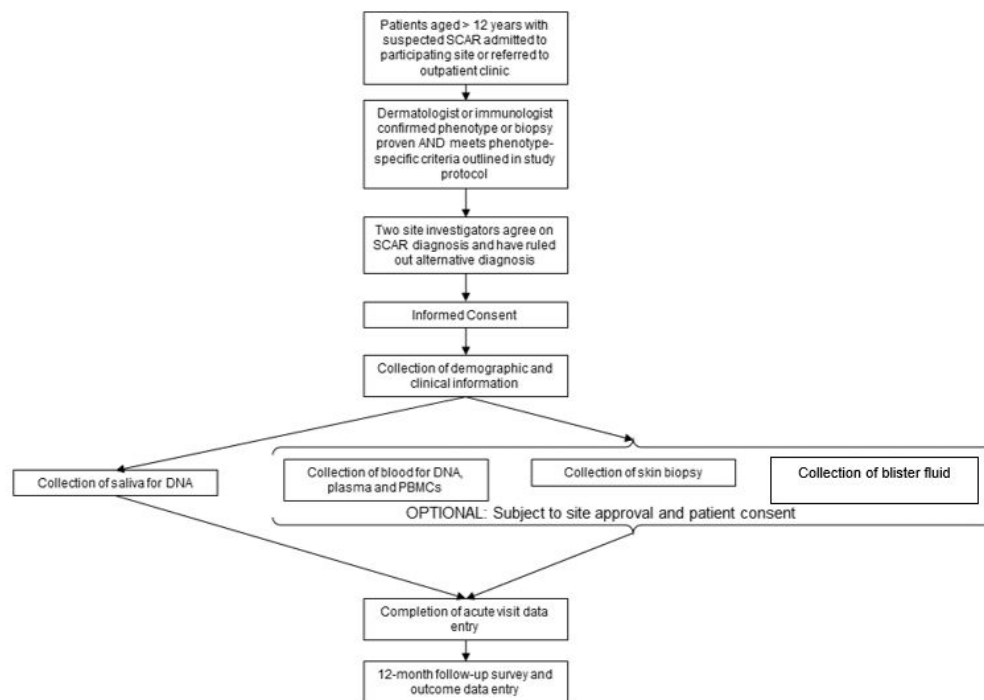 Patients aged > 12 years with
suspected SCAR admitted to
participating site or referred to
outpatient clinic
Dermatologist or immunologist
confirmed phenotype or biopsy
proven AND meets phenotype-
specific criteria outlined in study
protocol
Two site investigators agree on
SCAR diagnosis and have ruled
out alternative diagnosis
Informed Consent
Collection of demographic and
clinical information
Collection of saliva for DNA
Collection of blood for DNA,
plasma and PBMCs
Collection of skin biopsy
Collection of blister fluid
OPTIONAL: Subject to site approval and patient consent
Completion of acute visit data
entry
12-month follow-up survey and
outcome data entry